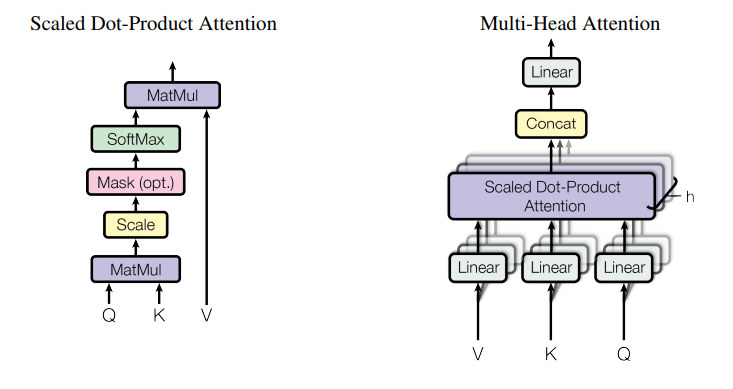 Scaled Dot-Product Attention
MatMul
SoftMax
Mask (opt.)
Scale
MatMul
Q K V
Multi-Head Attention
Linear
Concat
Scaled Dot-Product
Attention
h
Linear Linear Linear
V K Q